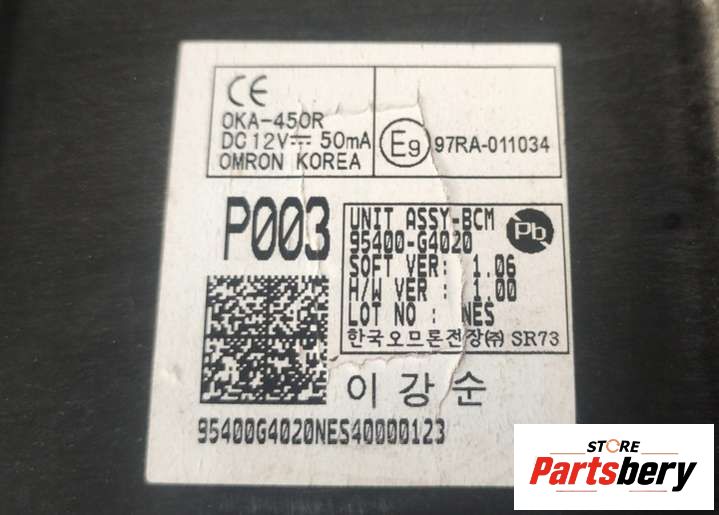 CE
OKA-450R
DC 12V⎓ 50mA
OMRON KOREA
E9 97RA-011034
P003
UNIT ASSY-BCM
95400-G4020
SOFT VER: 1.06
H/W VER : 1.00
LOT NO : NES
한국오므론전장㈜ SR73
Pb
이강순
95400G4020NES40000123
STORE
Partsbery